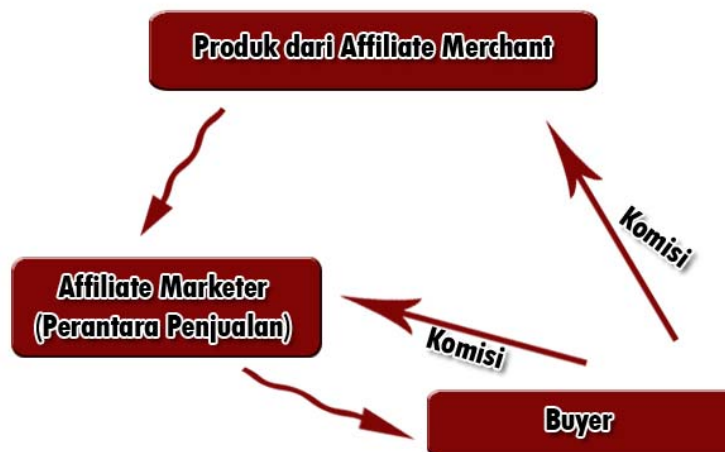 Produk dari Affiliate Merchant
Komisi
Affiliate Marketer
(Perantara Penjualan)
Komisi
Buyer